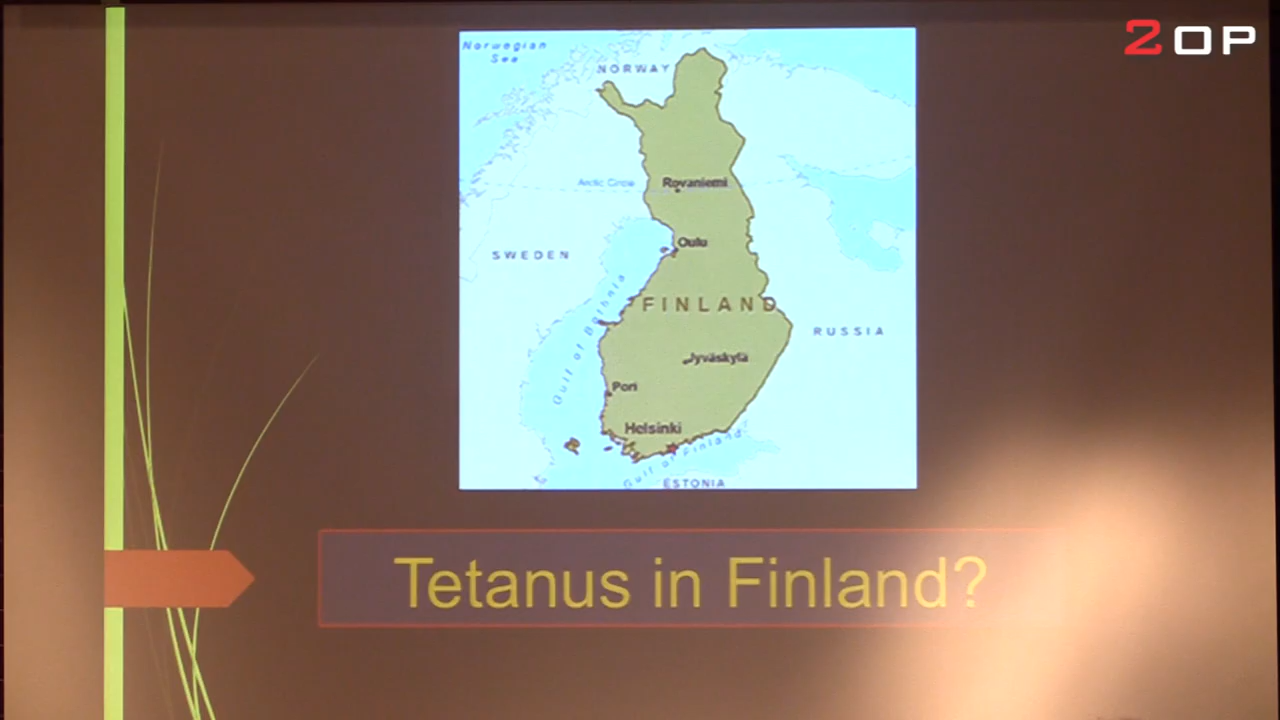 2OP
Norwegian
Sea
NORWAY
Arctic Circle
Rovaniemi
Oulu
SWEDEN
Gulf of Bothnia
FINLAND
RUSSIA
Jyväskylä
Pori
Helsinki
Gulf of Finland
ESTONIA
Tetanus in Finland?